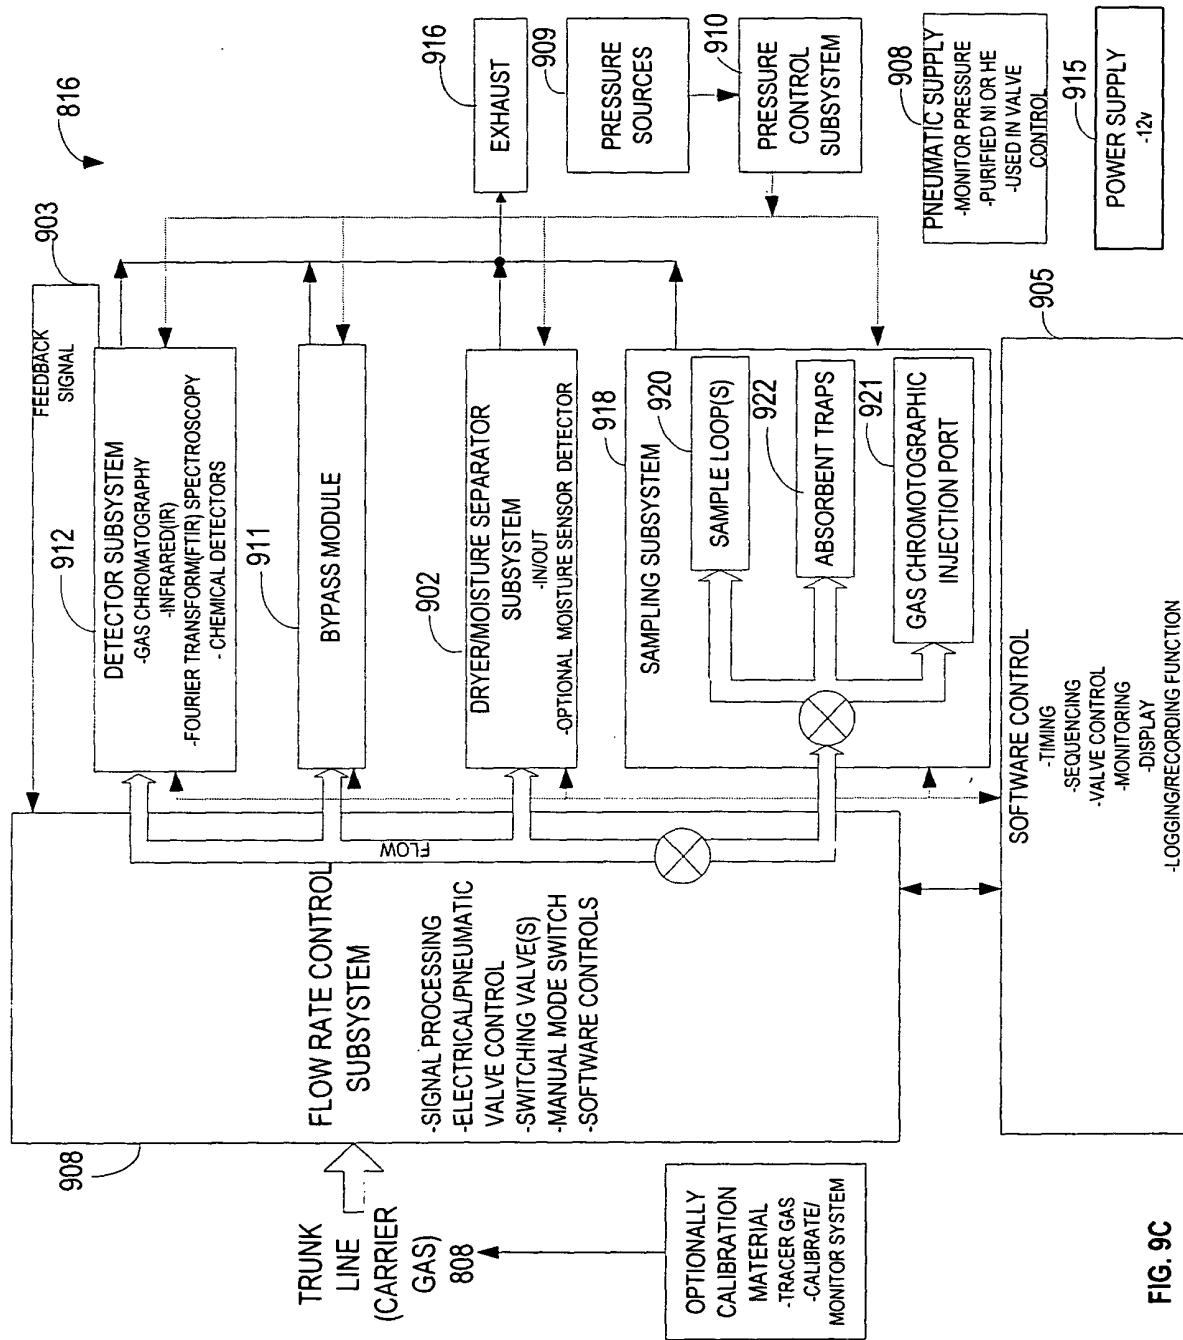 816
903
FEEDBACK
SIGNAL
912
DETECTOR SUBSYSTEM
-GAS CHROMATOGRAPHY
-INFRARED(IR)
-FOURIER TRANSFORM(FTIR) SPECTROSCOPY
- CHEMICAL DETECTORS
911
BYPASS MODULE
902
DRYER/MOISTURE SEPARATOR
SUBSYSTEM
-IN/OUT
-OPTIONAL MOISTURE SENSOR DETECTOR
918
SAMPLING SUBSYSTEM
920
SAMPLE LOOP(S)
922
ABSORBENT TRAPS
921
GAS CHROMOTOGRAPHIC
INJECTION PORT
916
EXHAUST
909
PRESSURE
SOURCES
910
PRESSURE
CONTROL
SUBSYSTEM
908
PNEUMATIC SUPPLY
-MONITOR PRESSURE
-PURIFIED NI OR HE
-USED IN VALVE
CONTROL
915
POWER SUPPLY
-12v
908
FLOW RATE CONTROL
SUBSYSTEM
-SIGNAL PROCESSING
-ELECTRICAL/PNEUMATIC
VALVE CONTROL
-SWITCHING VALVE(S)
-MANUAL MODE SWITCH
-SOFTWARE CONTROLS
FLOW
TRUNK
LINE
(CARRIER
GAS)
808
OPTIONALLY
CALIBRATION
MATERIAL
-TRACER GAS
-CALIBRATE/
MONITOR SYSTEM
905
SOFTWARE CONTROL
-TIMING
-SEQUENCING
-VALVE CONTROL
-MONITORING
-DISPLAY
-LOGGING/RECORDING FUNCTION
FIG. 9C